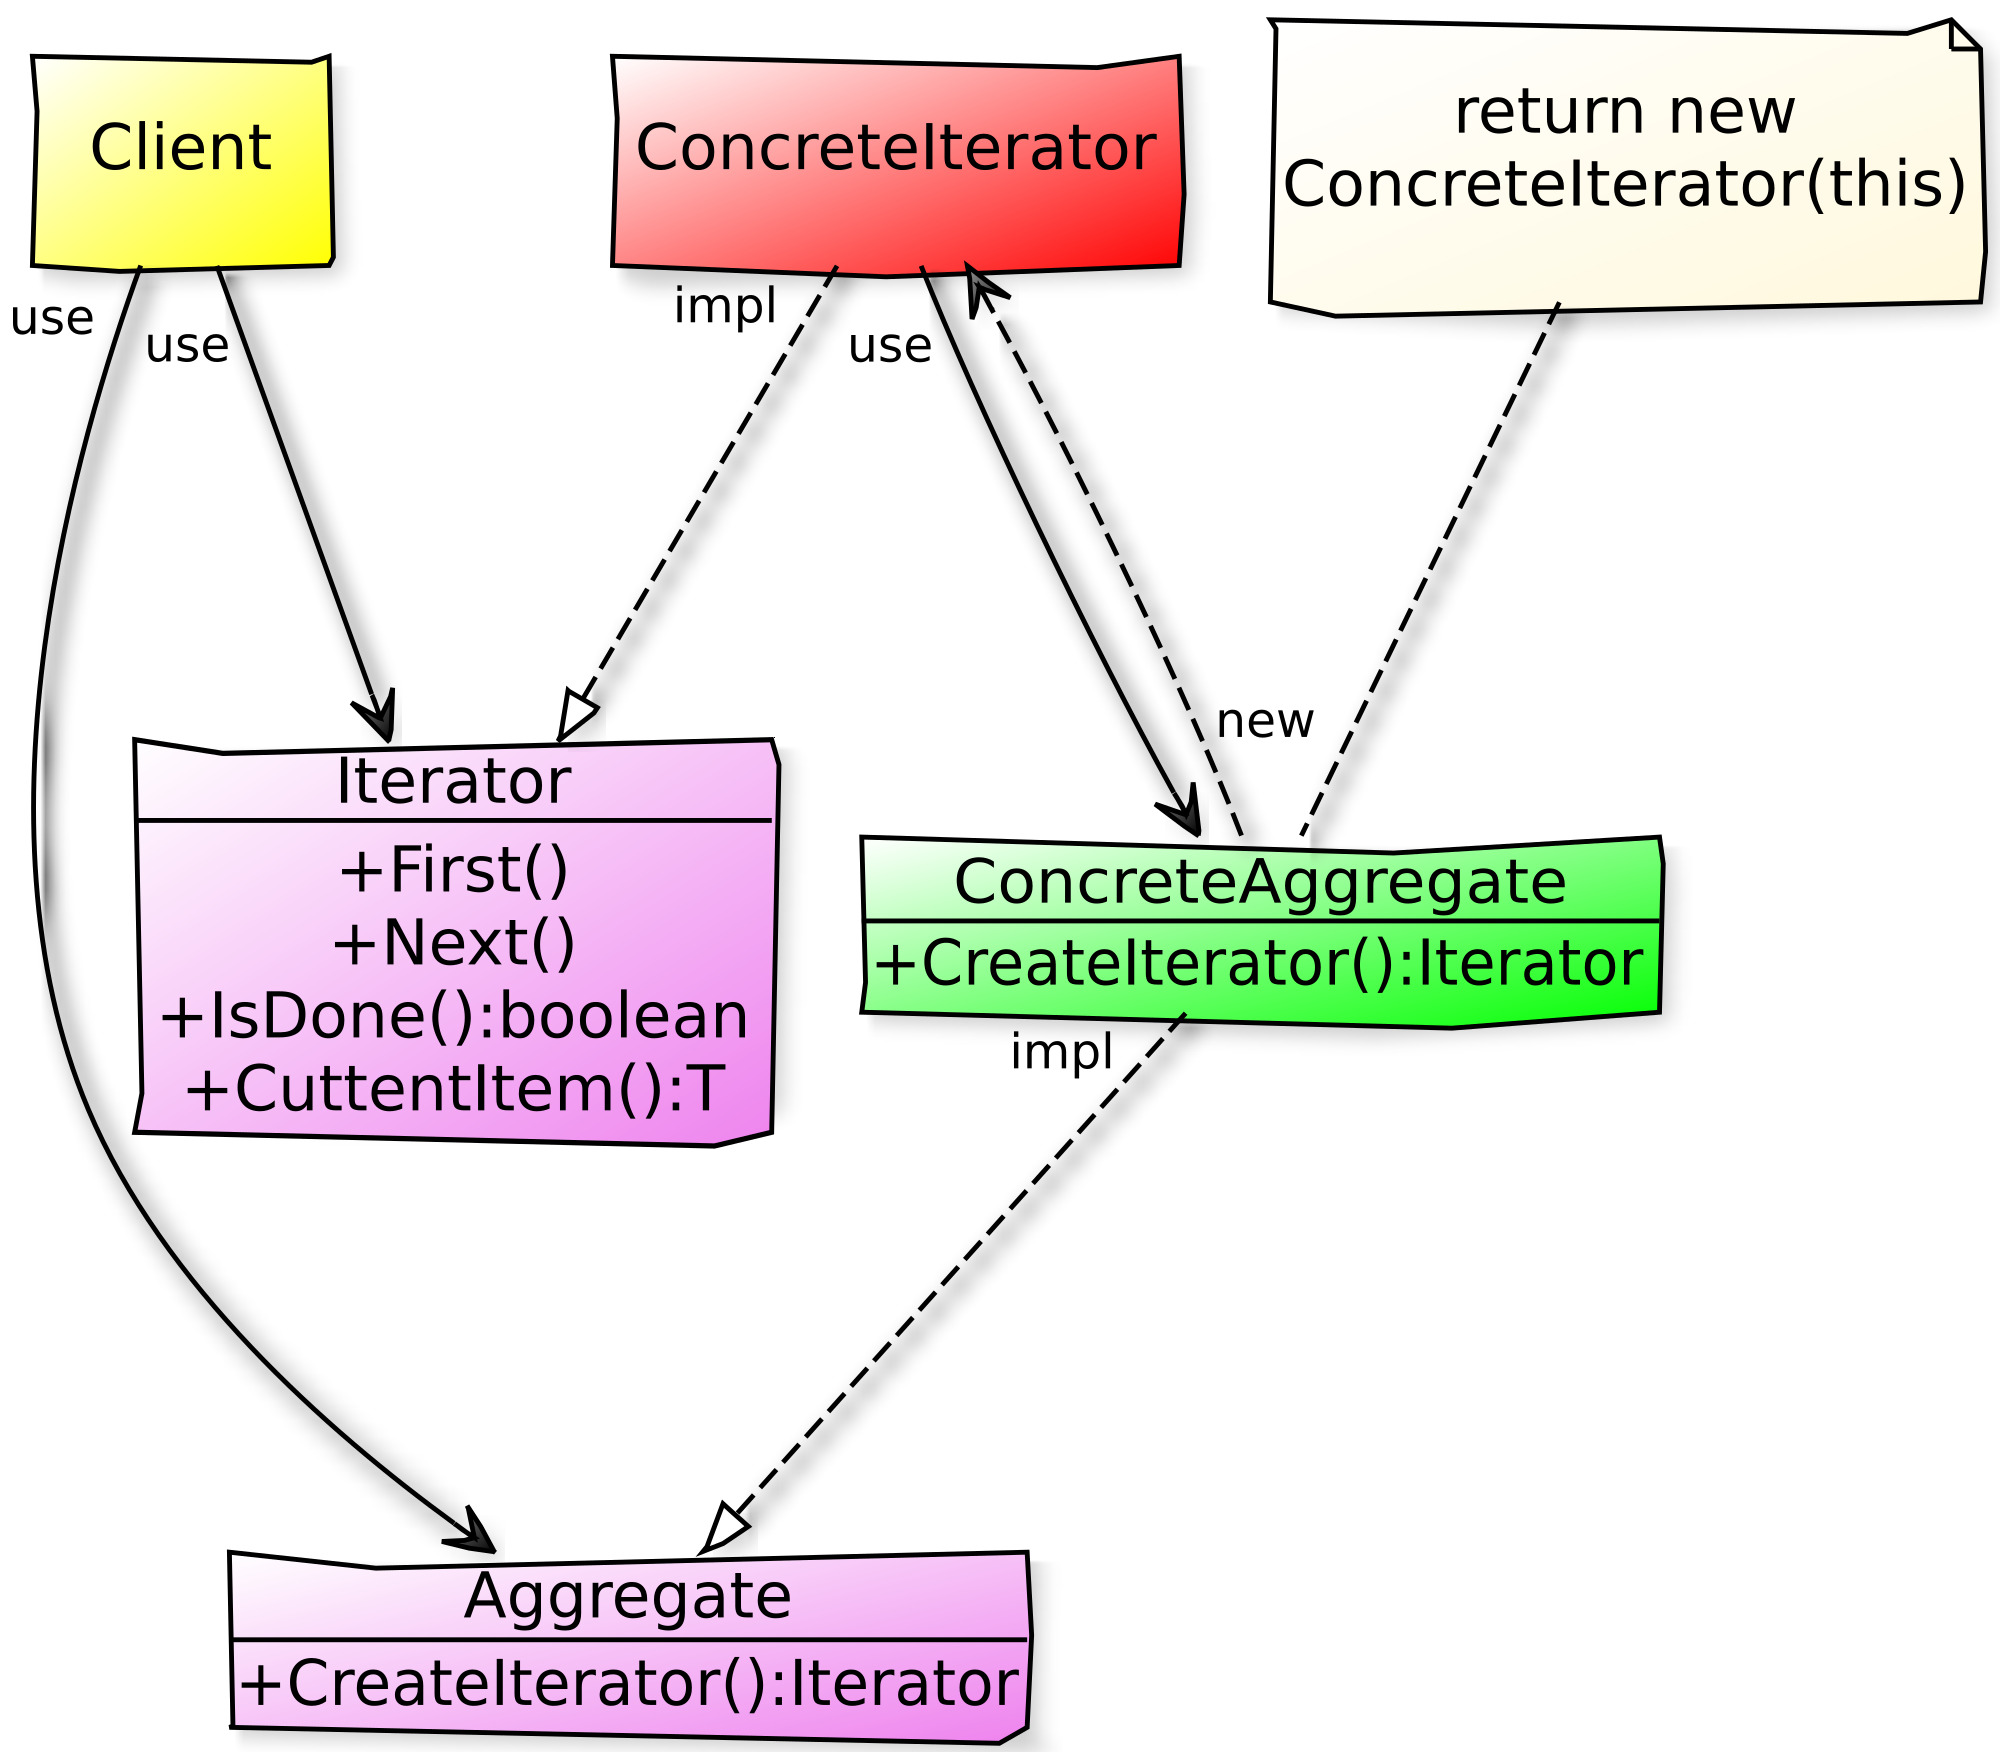 Client
ConcreteIterator
return new
ConcreteIterator(this)
use
use
impl
use
new
Iterator
+First()
+Next()
+IsDone():boolean
+CuttentItem():T
ConcreteAggregate
+CreateIterator():Iterator
impl
Aggregate
+CreateIterator():Iterator